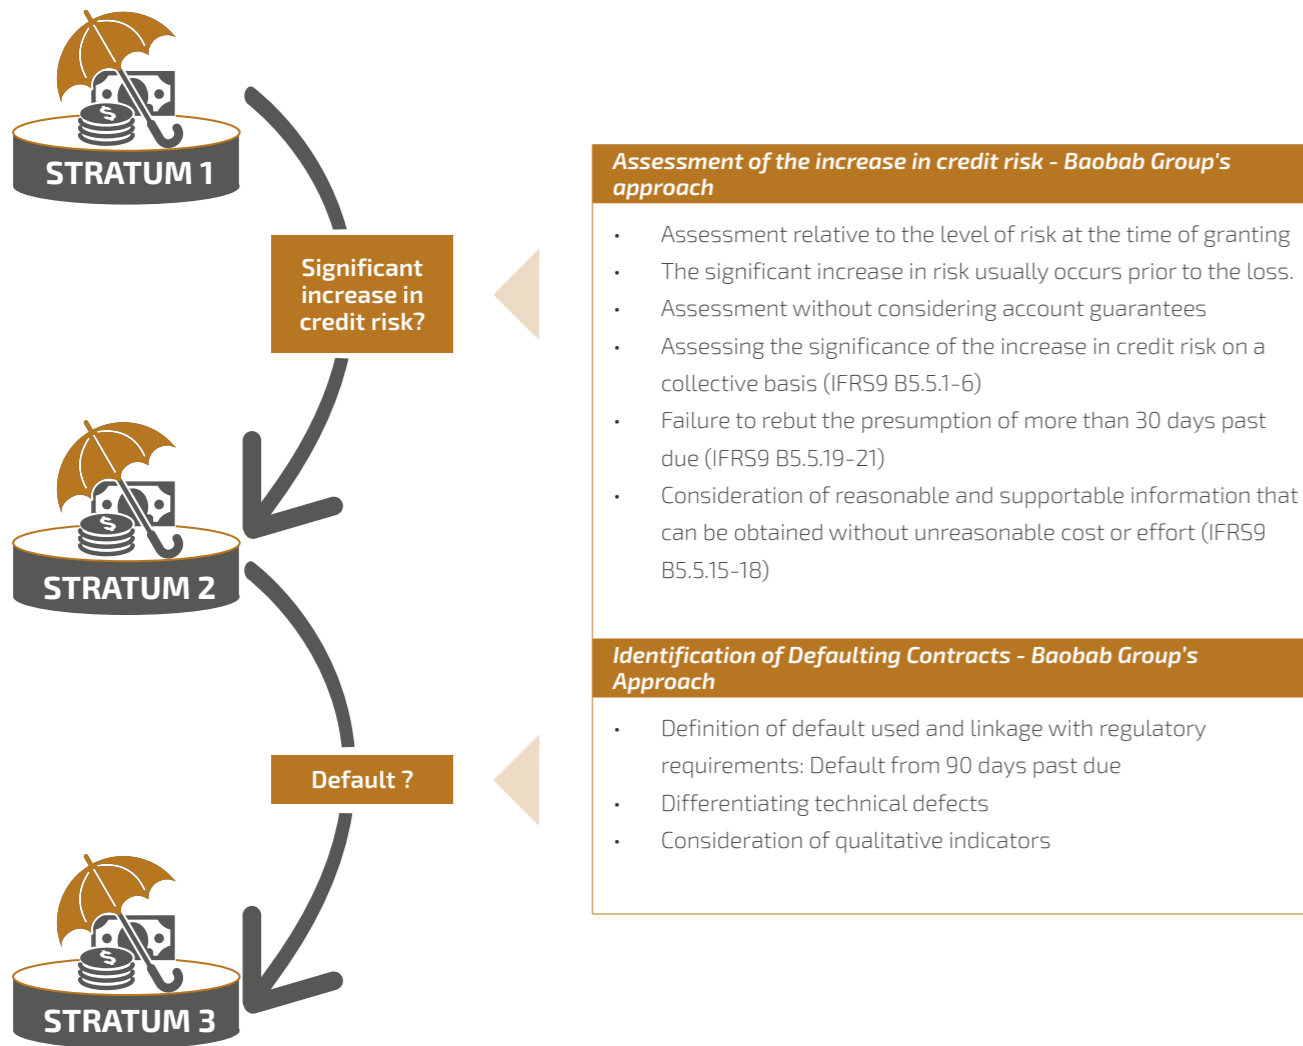 STRATUM 1
Significant
increase in
credit risk?
STRATUM 2
Default ?
STRATUM 3
Assessment of the increase in credit risk - Baobab Group's
approach
• Assessment relative to the level of risk at the time of granting
• The significant increase in risk usually occurs prior to the loss.
• Assessment without considering account guarantees
• Assessing the significance of the increase in credit risk on a
collective basis (IFRS9 B5.5.1-6)
• Failure to rebut the presumption of more than 30 days past
due (IFRS9 B5.5.19-21)
• Consideration of reasonable and supportable information that
can be obtained without unreasonable cost or effort (IFRS9
B5.5.15-18)
Identification of Defaulting Contracts - Baobab Group’s
Approach
• Definition of default used and linkage with regulatory
requirements: Default from 90 days past due
• Differentiating technical defects
• Consideration of qualitative indicators